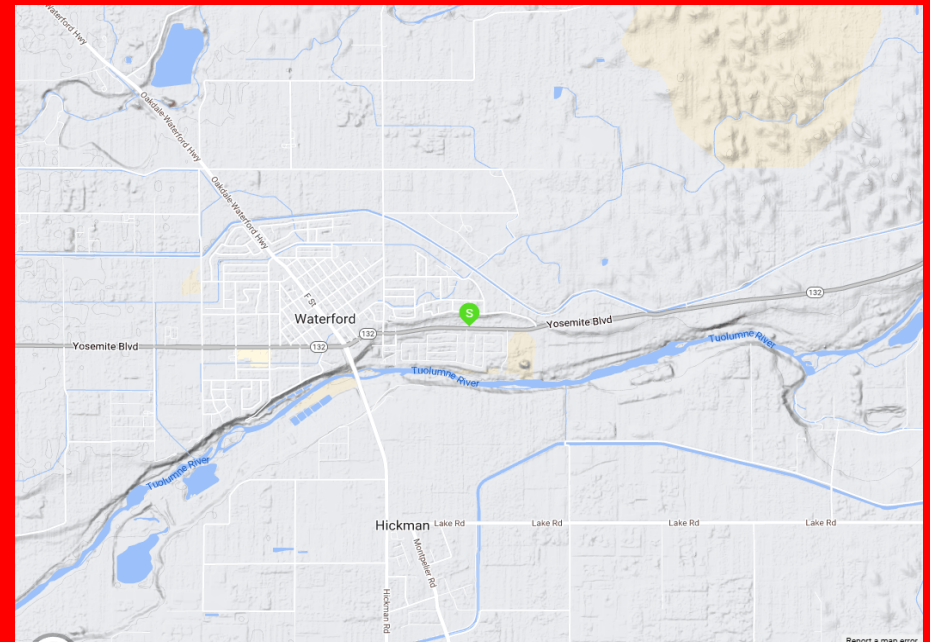 Waterford Hwy
Oakdale-Waterford Hwy
Oakdale-Waterford Hwy
F St
S
132
Waterford
132
Yosemite Blvd
Yosemite Blvd
132
Tuolumne River
Tuolumne River
Tuolumne River
Hickman
Lake Rd
Lake Rd
Lake Rd
Lake Rd
Montpelier Rd
Hickman Rd
Report a map error